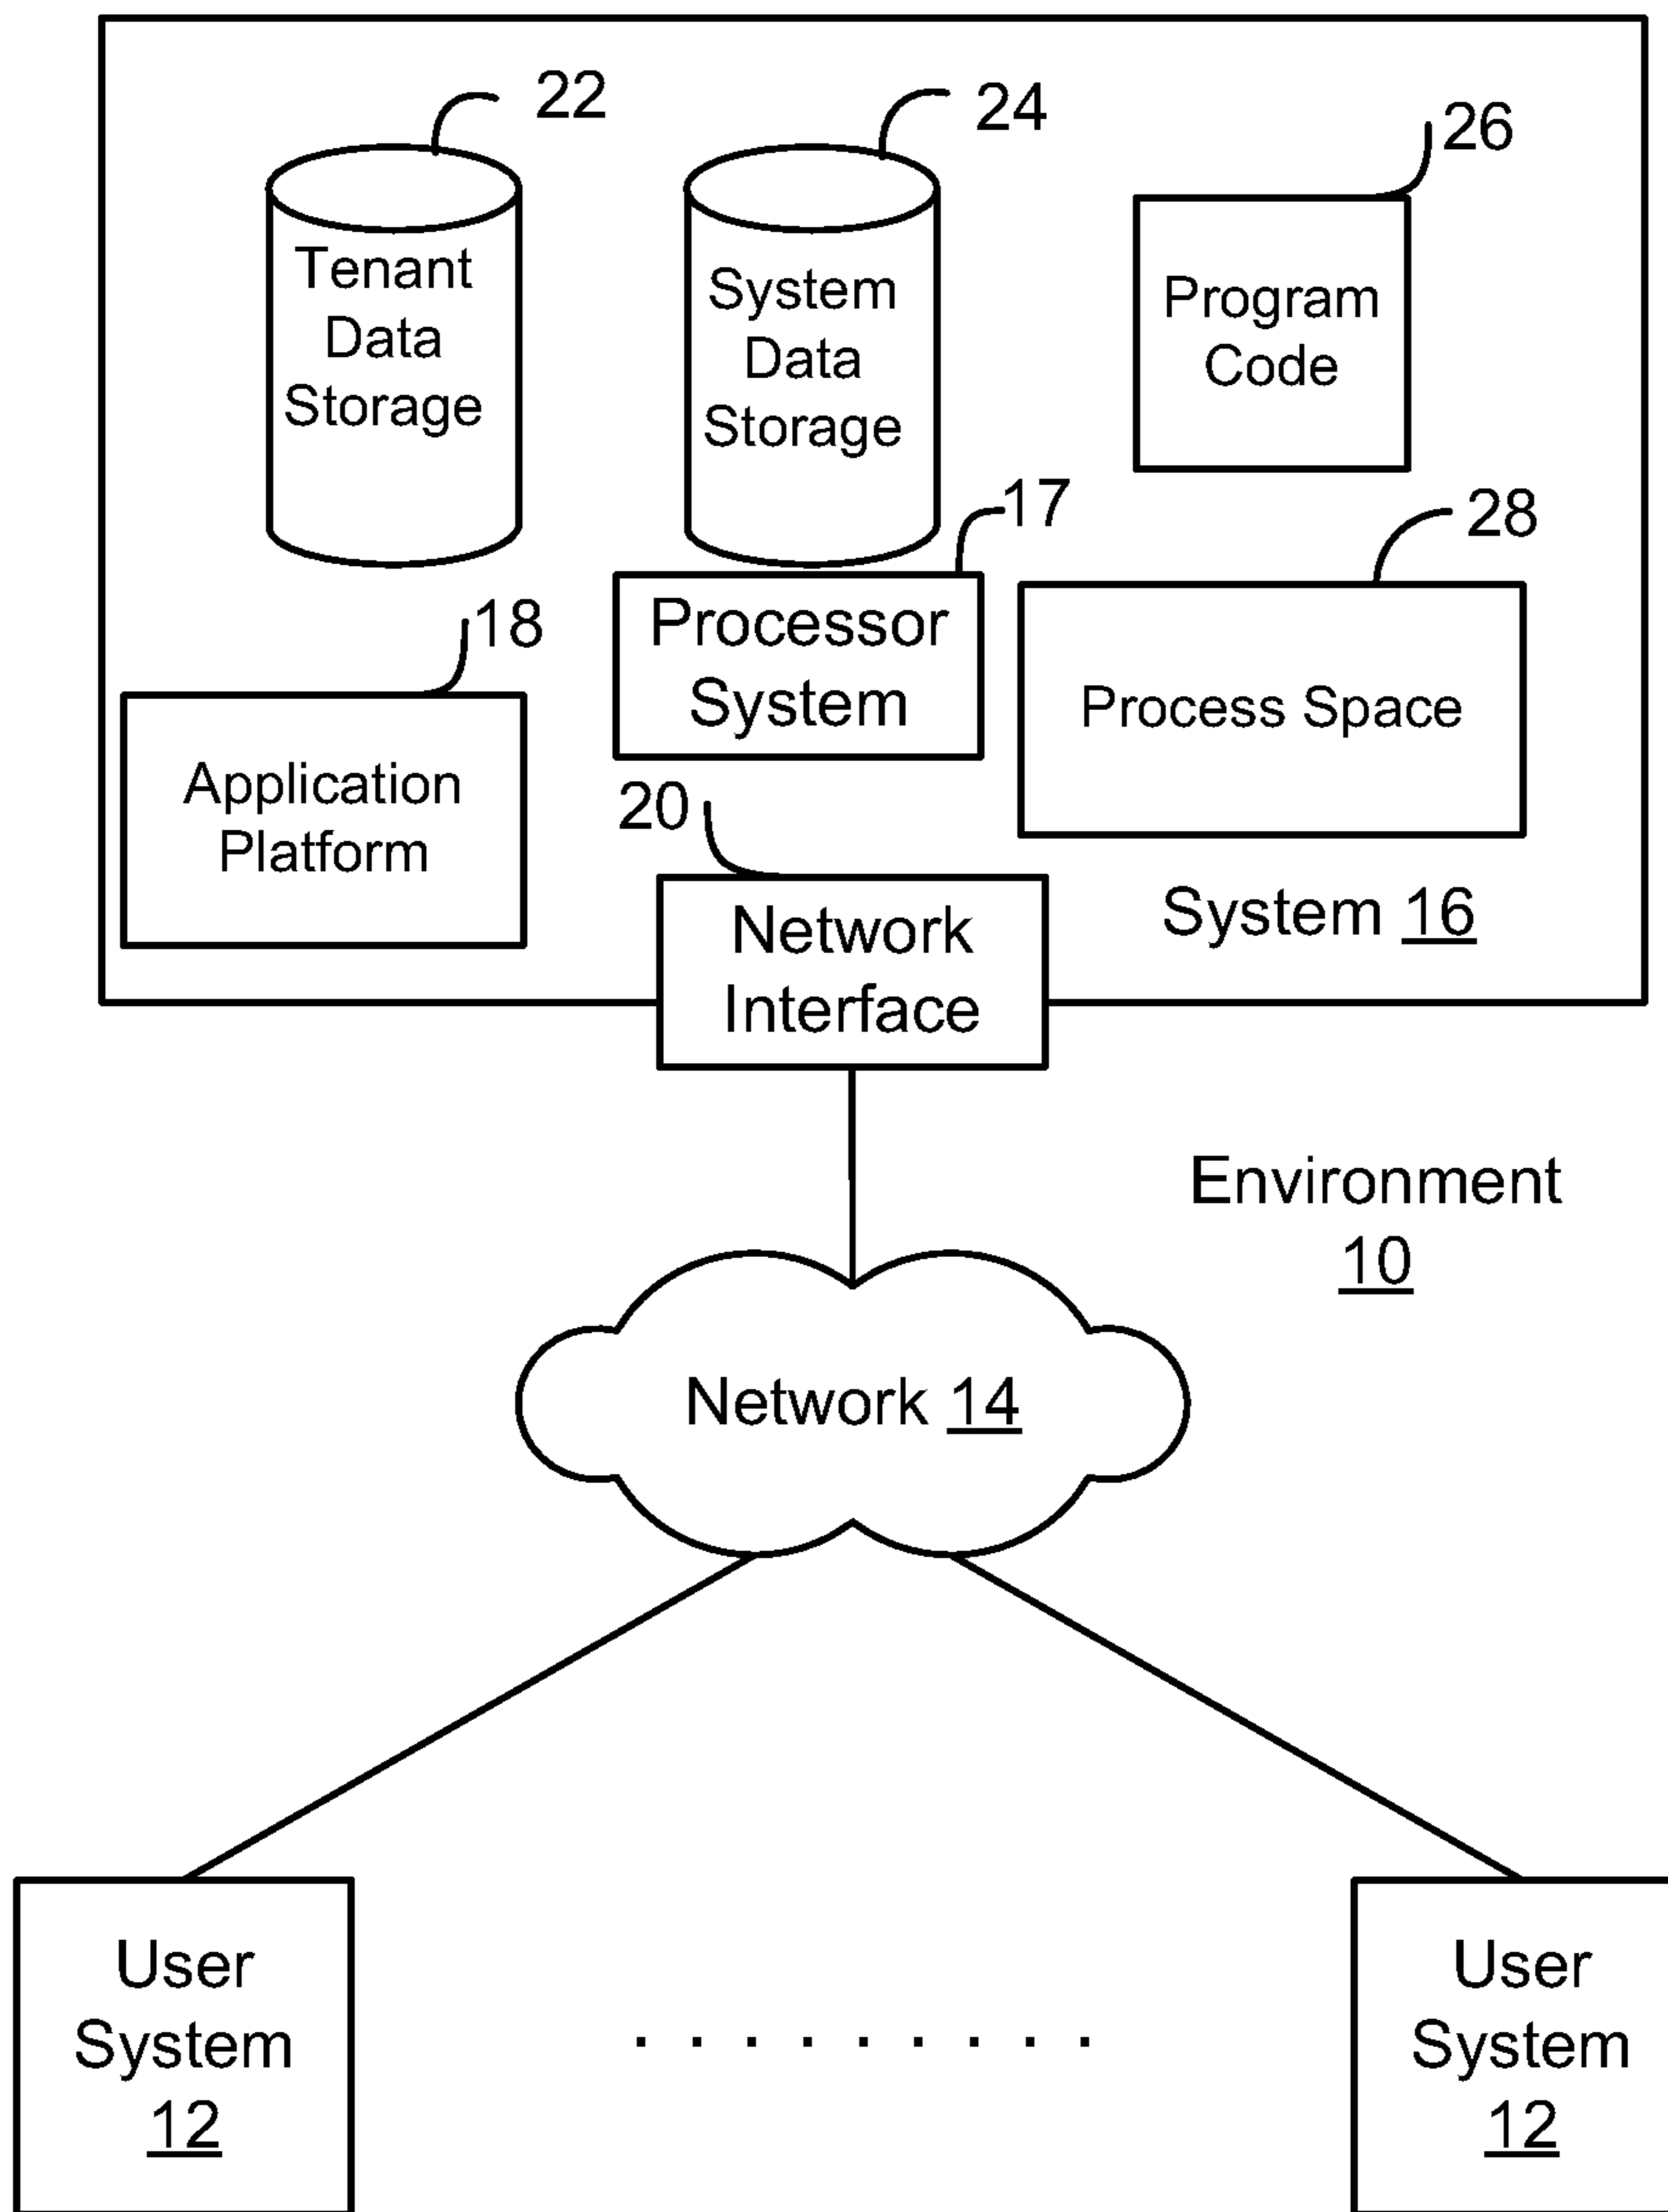 22
24
26
Tenant
Data
Storage
System
Data
Storage
Program
Code
17
28
18
Processor
System
Process Space
Application
Platform
20
System 16
Network
Interface
Environment
10
Network 14
User
System
12
. . . . . . . . .
User
System
12